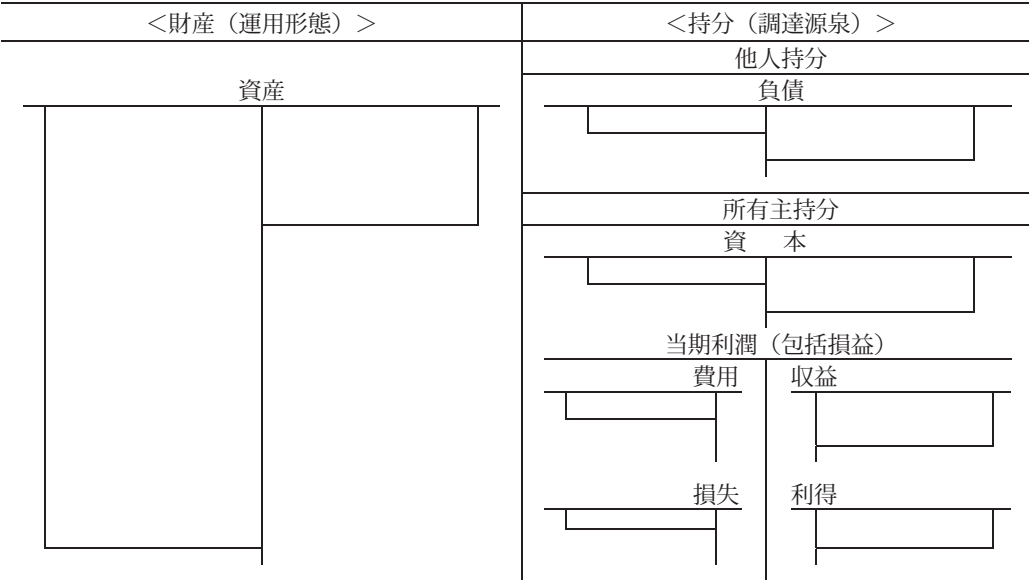 ＜財産（運用形態）＞
＜持分（調達源泉）＞
他人持分
資産
負債
所有主持分
資　本
当期利潤（包括損益）
費用
収益
損失
利得